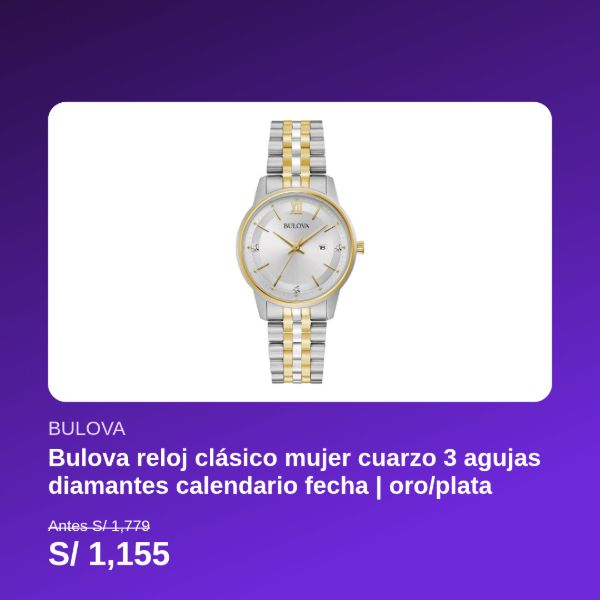 BULOVA
18
BULOVA
Bulova reloj clásico mujer cuarzo 3 agujas
diamantes calendario fecha | oro/plata
Antes S/ 1,779
S/ 1,155